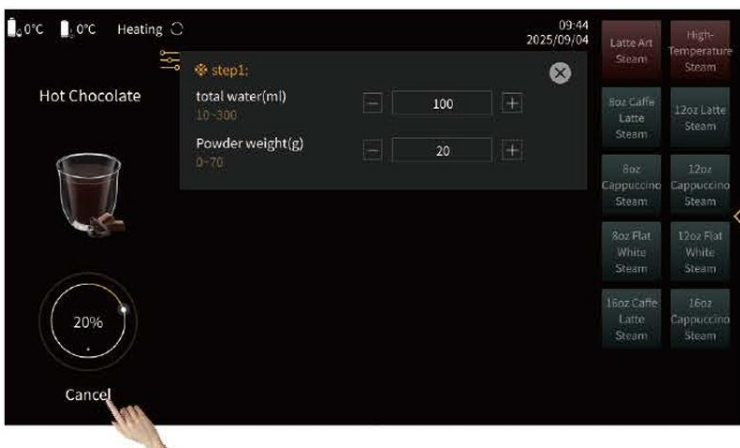 0°C 0°C Heating
09:44
2025/09/04
Hot Chocolate
step1:
total water(ml)
10~300
100
Powder weight(g)
0~70
20
20%
Cancel
Latte Art
Steam
High-
Temperature
Steam
8oz Caffe
Latte
Steam
12oz Latte
Steam
8oz
Cappuccino
Steam
12oz
Cappuccino
Steam
8oz Flat
White
Steam
12oz Flat
White
Steam
16oz Caffe
Latte
Steam
16oz
Cappuccino
Steam